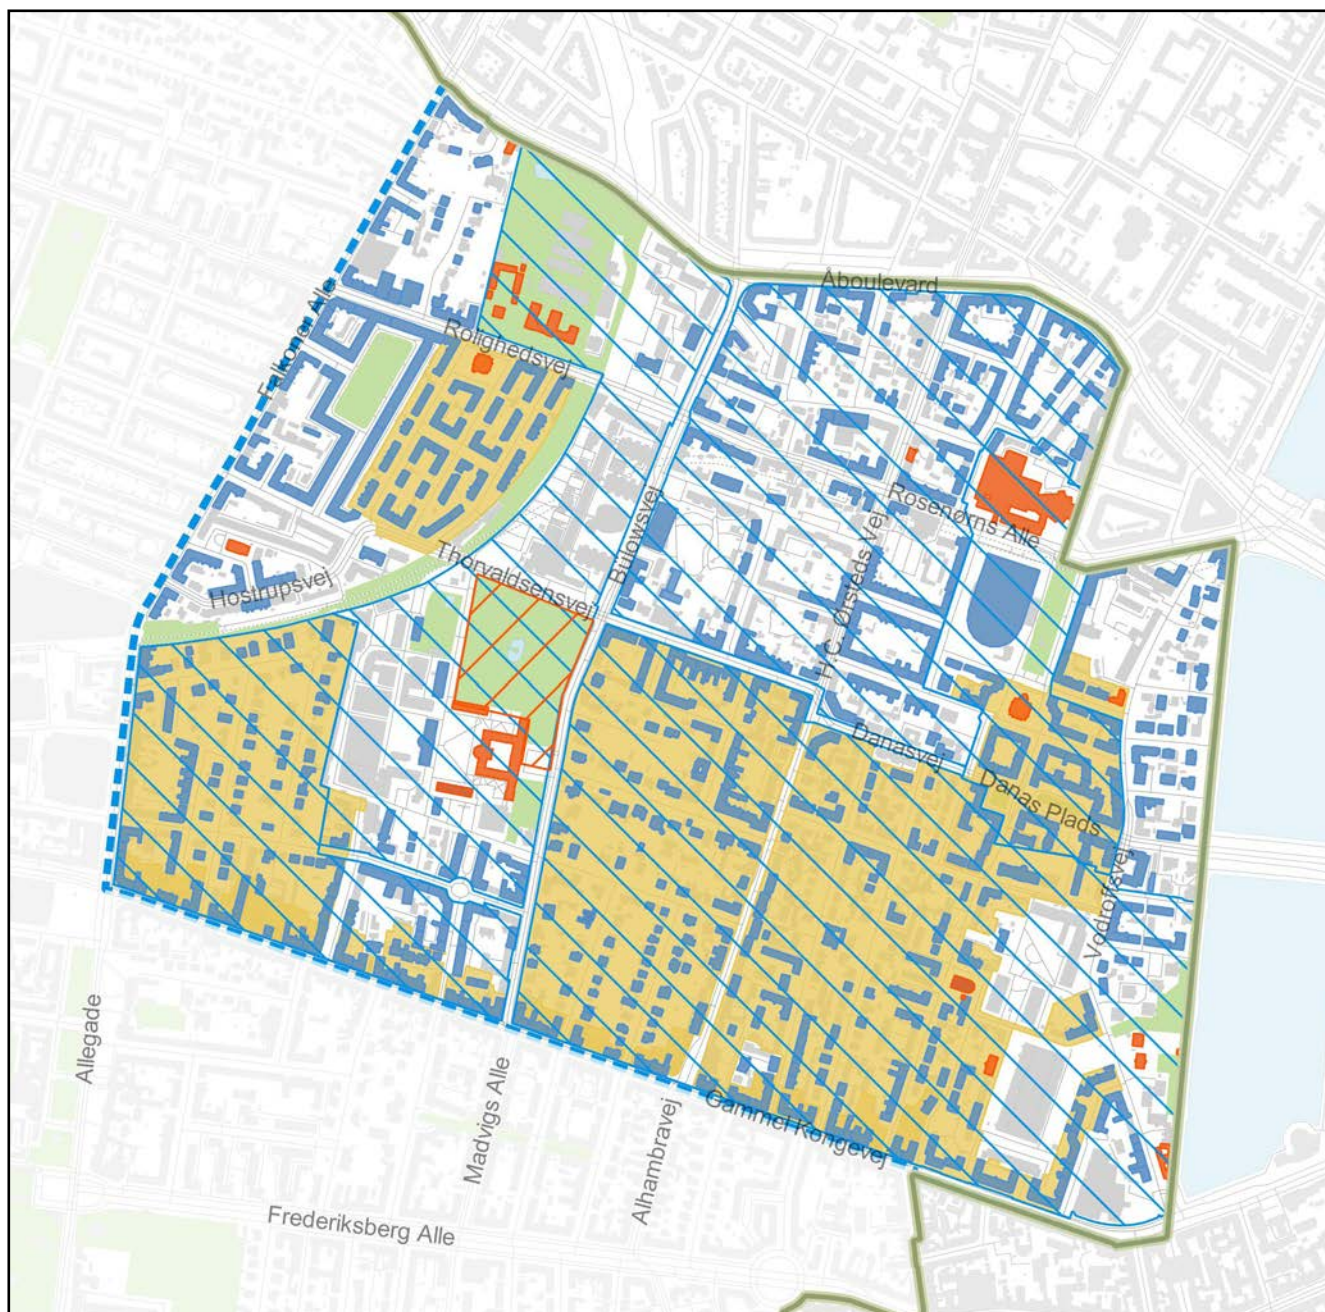 Åboulevard
Falkoner Alle
Rolighedsvej
Bülowsvej
Rosenørns Alle
H.C. Ørsteds Vej
Thorvaldsensvej
Hostrupsvej
Danasvej
Danas Plads
Vodroffsvej
Allegade
Madvigs Alle
Alhambravej
Gammel Kongevej
Frederiksberg Alle